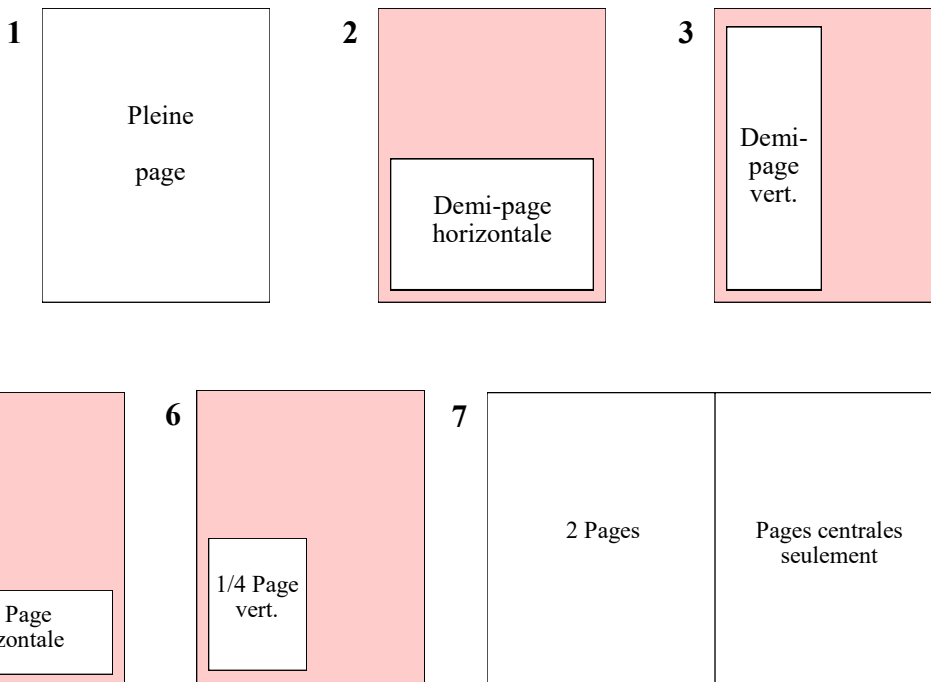 1
Pleine
page
2
Demi-page
horizontale
3
Demi-
page
vert.
Page
zontale
6
1/4 Page
vert.
7
2 Pages
Pages centrales
seulement